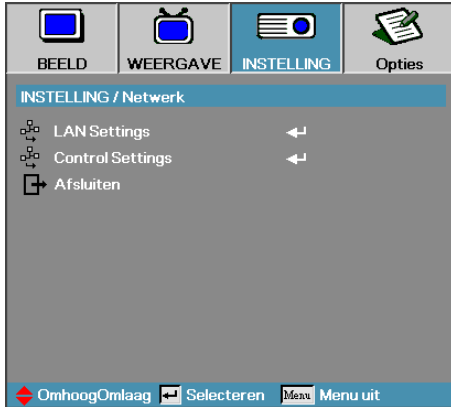 BEELD WEERGAVE INSTELLING Opties
INSTELLING / Netwerk
LAN Settings
Control Settings
Afsluiten
OmhoogOmlaag Selecteren Menu Menu uit